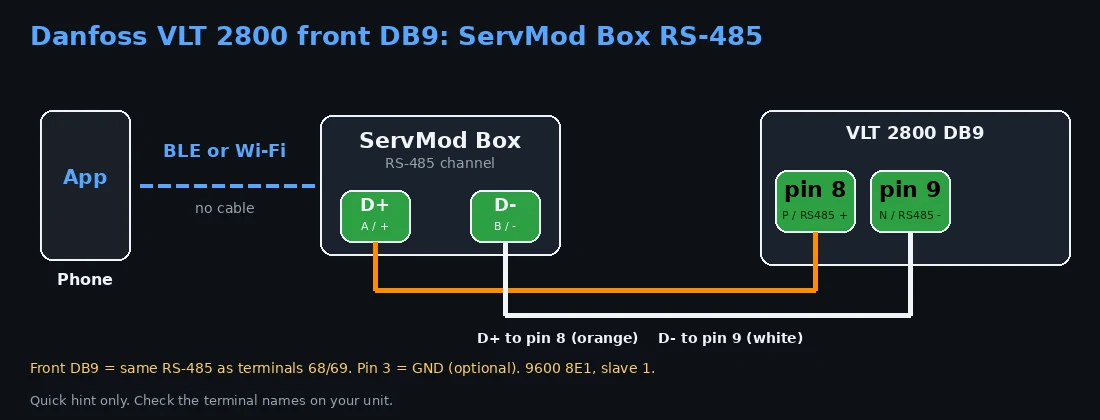 Danfoss VLT 2800 front DB9: ServMod Box RS-485
App
Phone
BLE or Wi-Fi
no cable
ServMod Box
RS-485 channel
D+
A / +
D-
B / -
VLT 2800 DB9
pin 8
P / RS485 +
pin 9
N / RS485 -
D+ to pin 8 (orange) D- to pin 9 (white)
Front DB9 = same RS-485 as terminals 68/69. Pin 3 = GND (optional). 9600 8E1, slave 1.
Quick hint only. Check the terminal names on your unit.